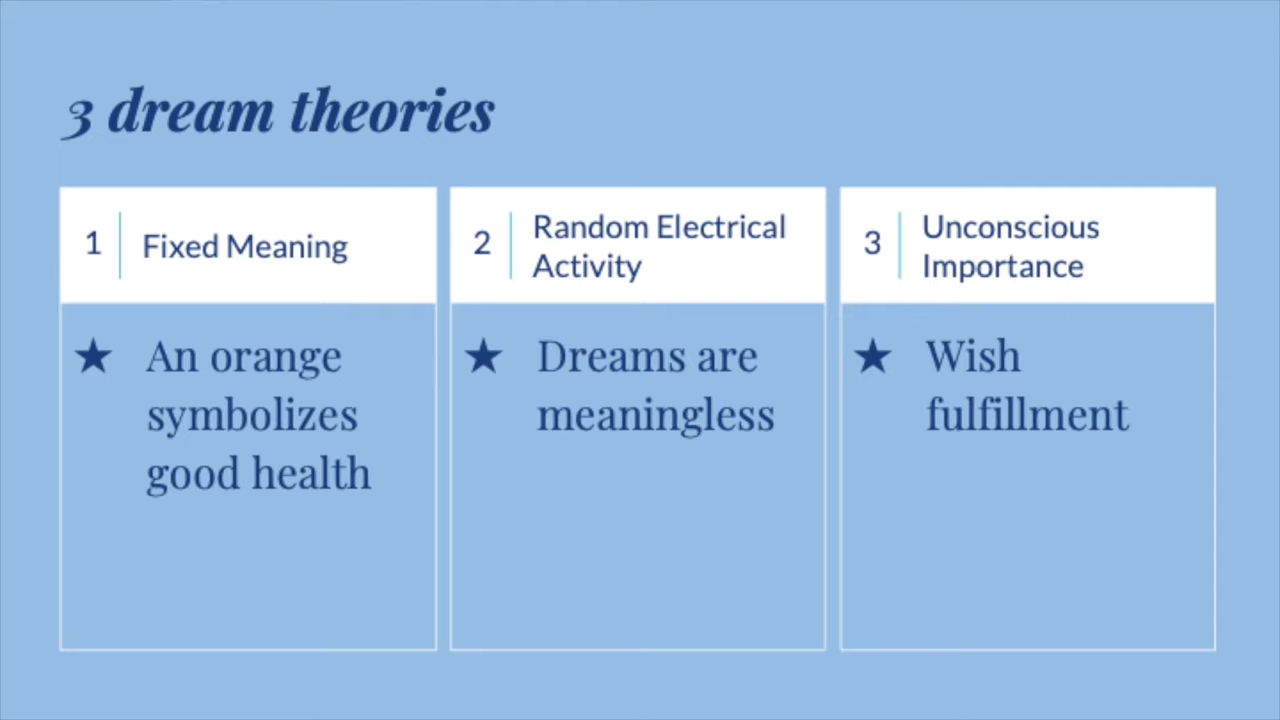 3 dream theories
1
Fixed Meaning
★ An orange
symbolizes
good health
2
Random Electrical
Activity
★ Dreams are
meaningless
3
Unconscious
Importance
★ Wish
fulfillment